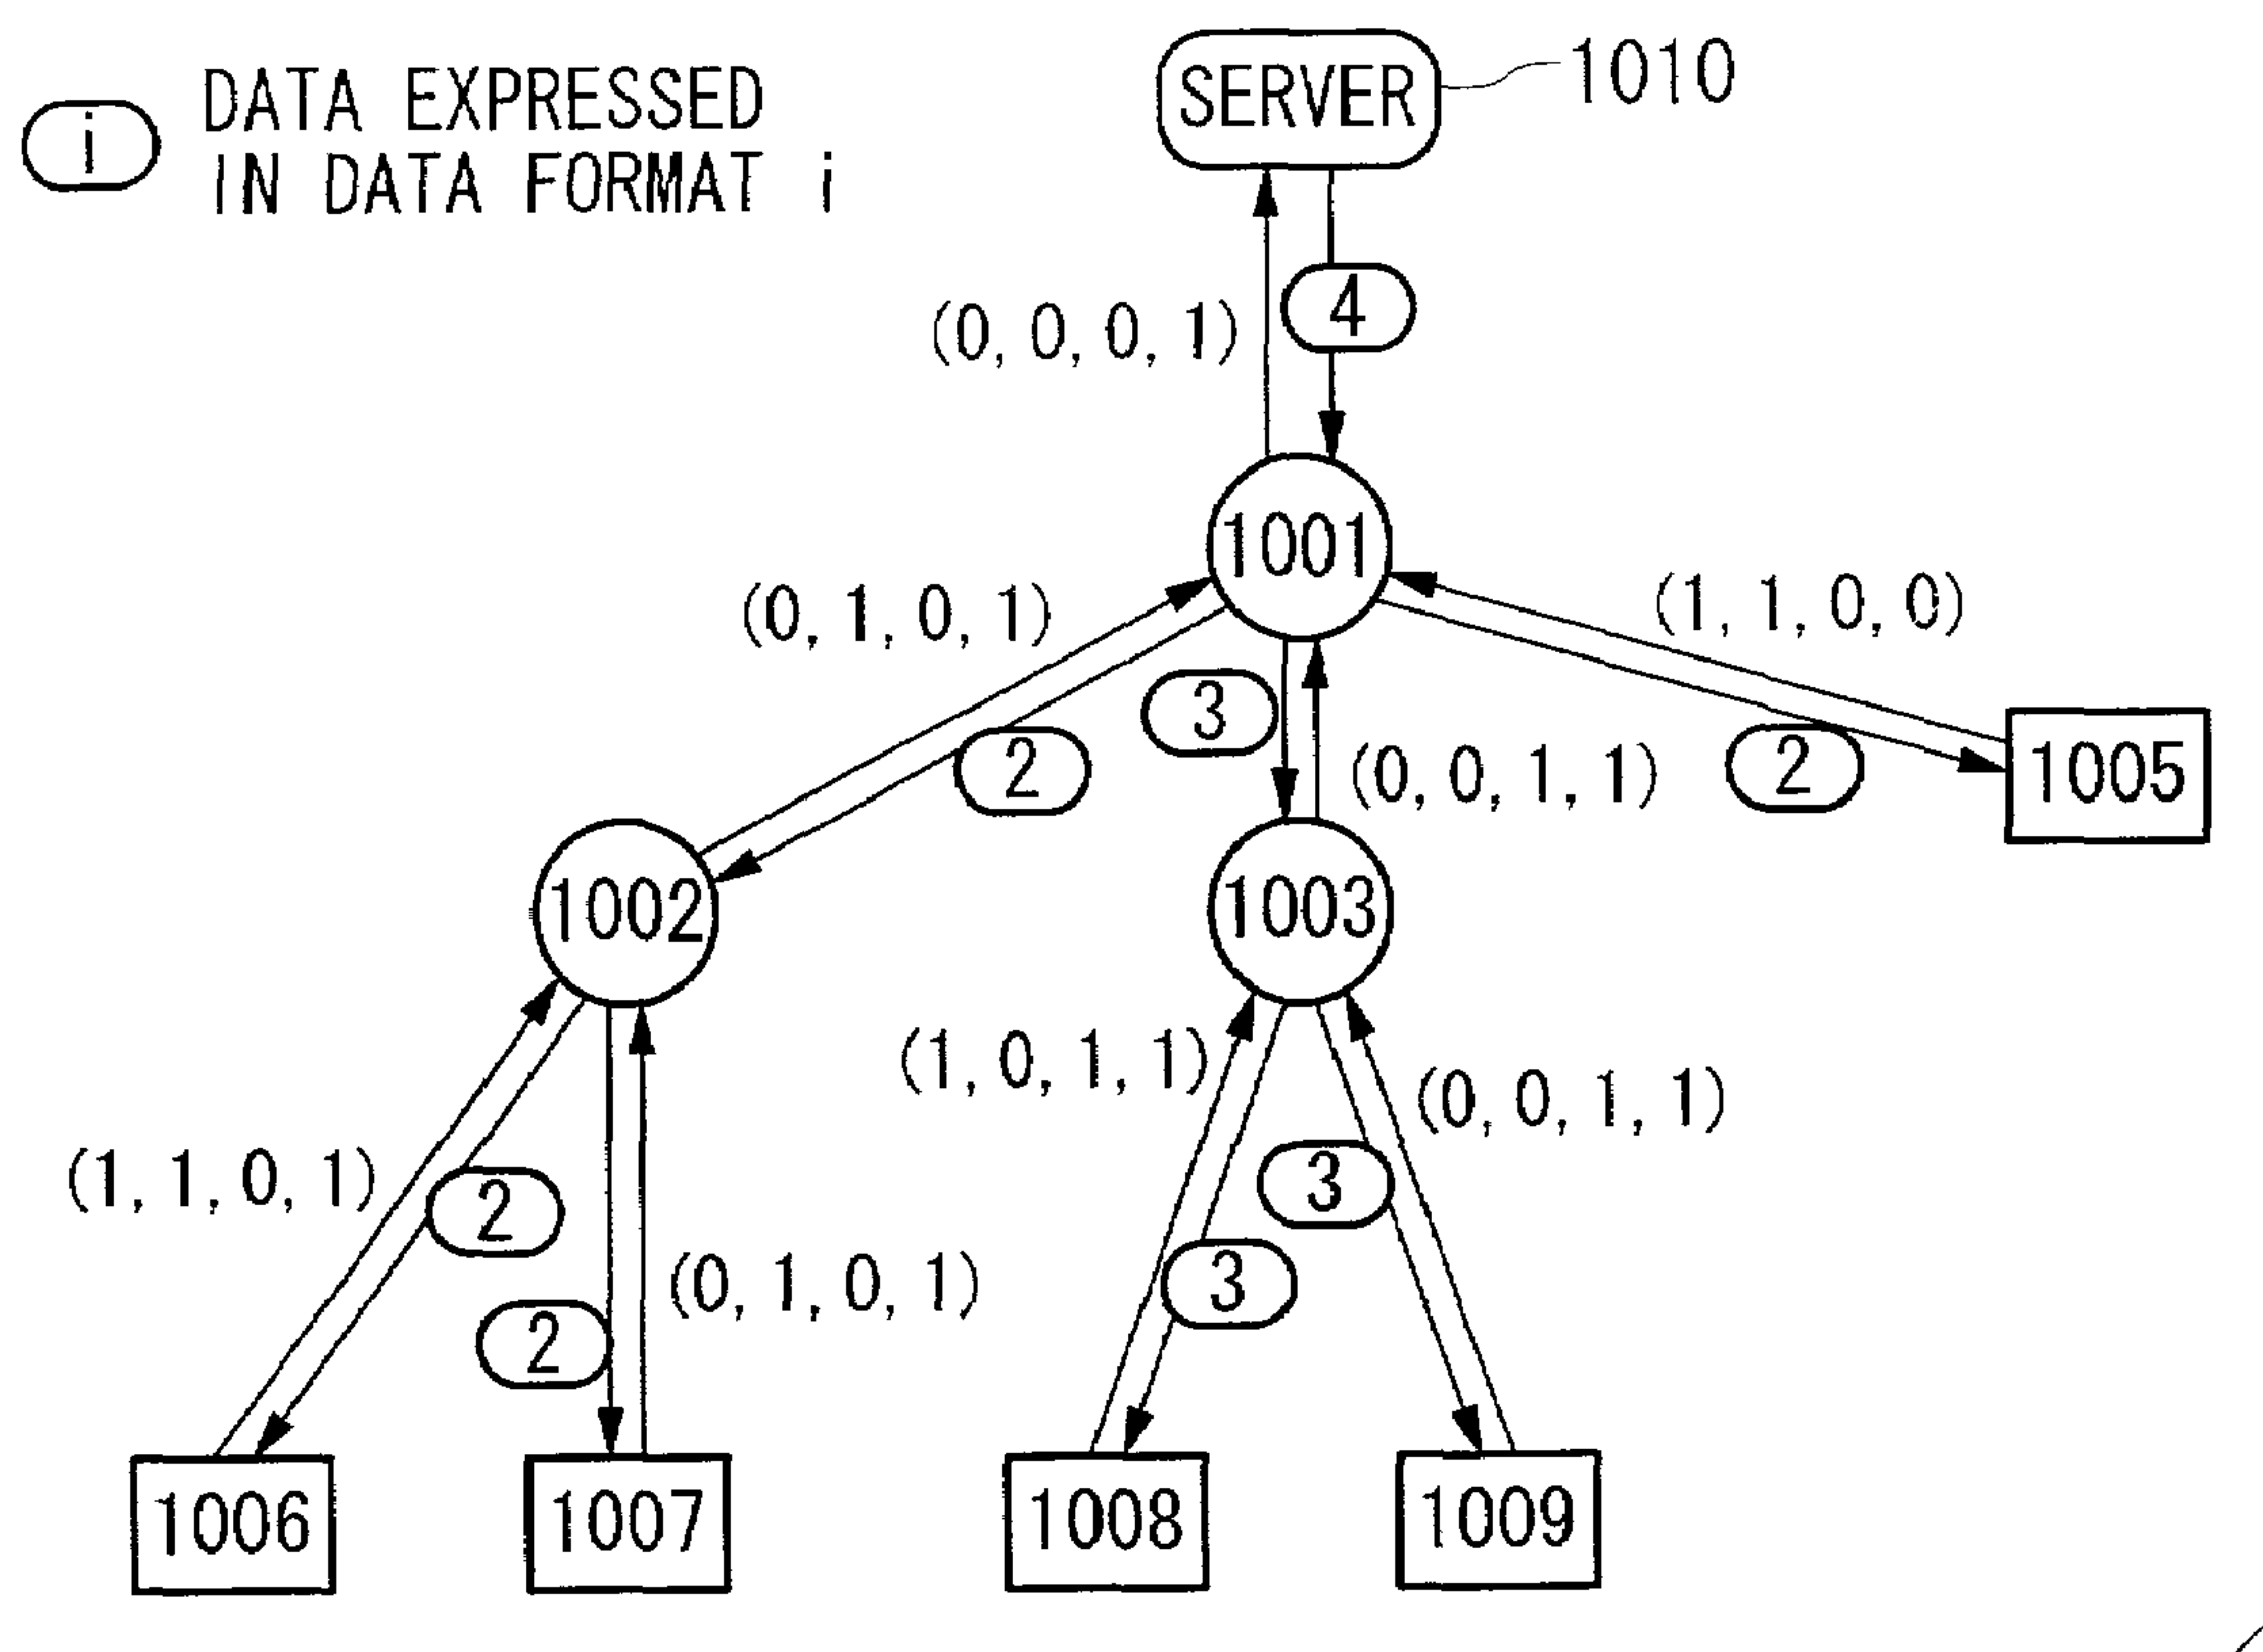 i DATA EXPRESSED
IN DATA FORMAT i
SERVER 1010
(0, 0, 0, 1) 4
1001
(0, 1, 0, 1) (1, 1, 0, 0)
3
2 (0, 0, 1, 1) 2 1005
1002 1003
(1, 0, 1, 1) (0, 0, 1, 1)
(1, 1, 0, 1) 2 3
(0, 1, 0, 1) 3
2
1006 1007 1008 1009